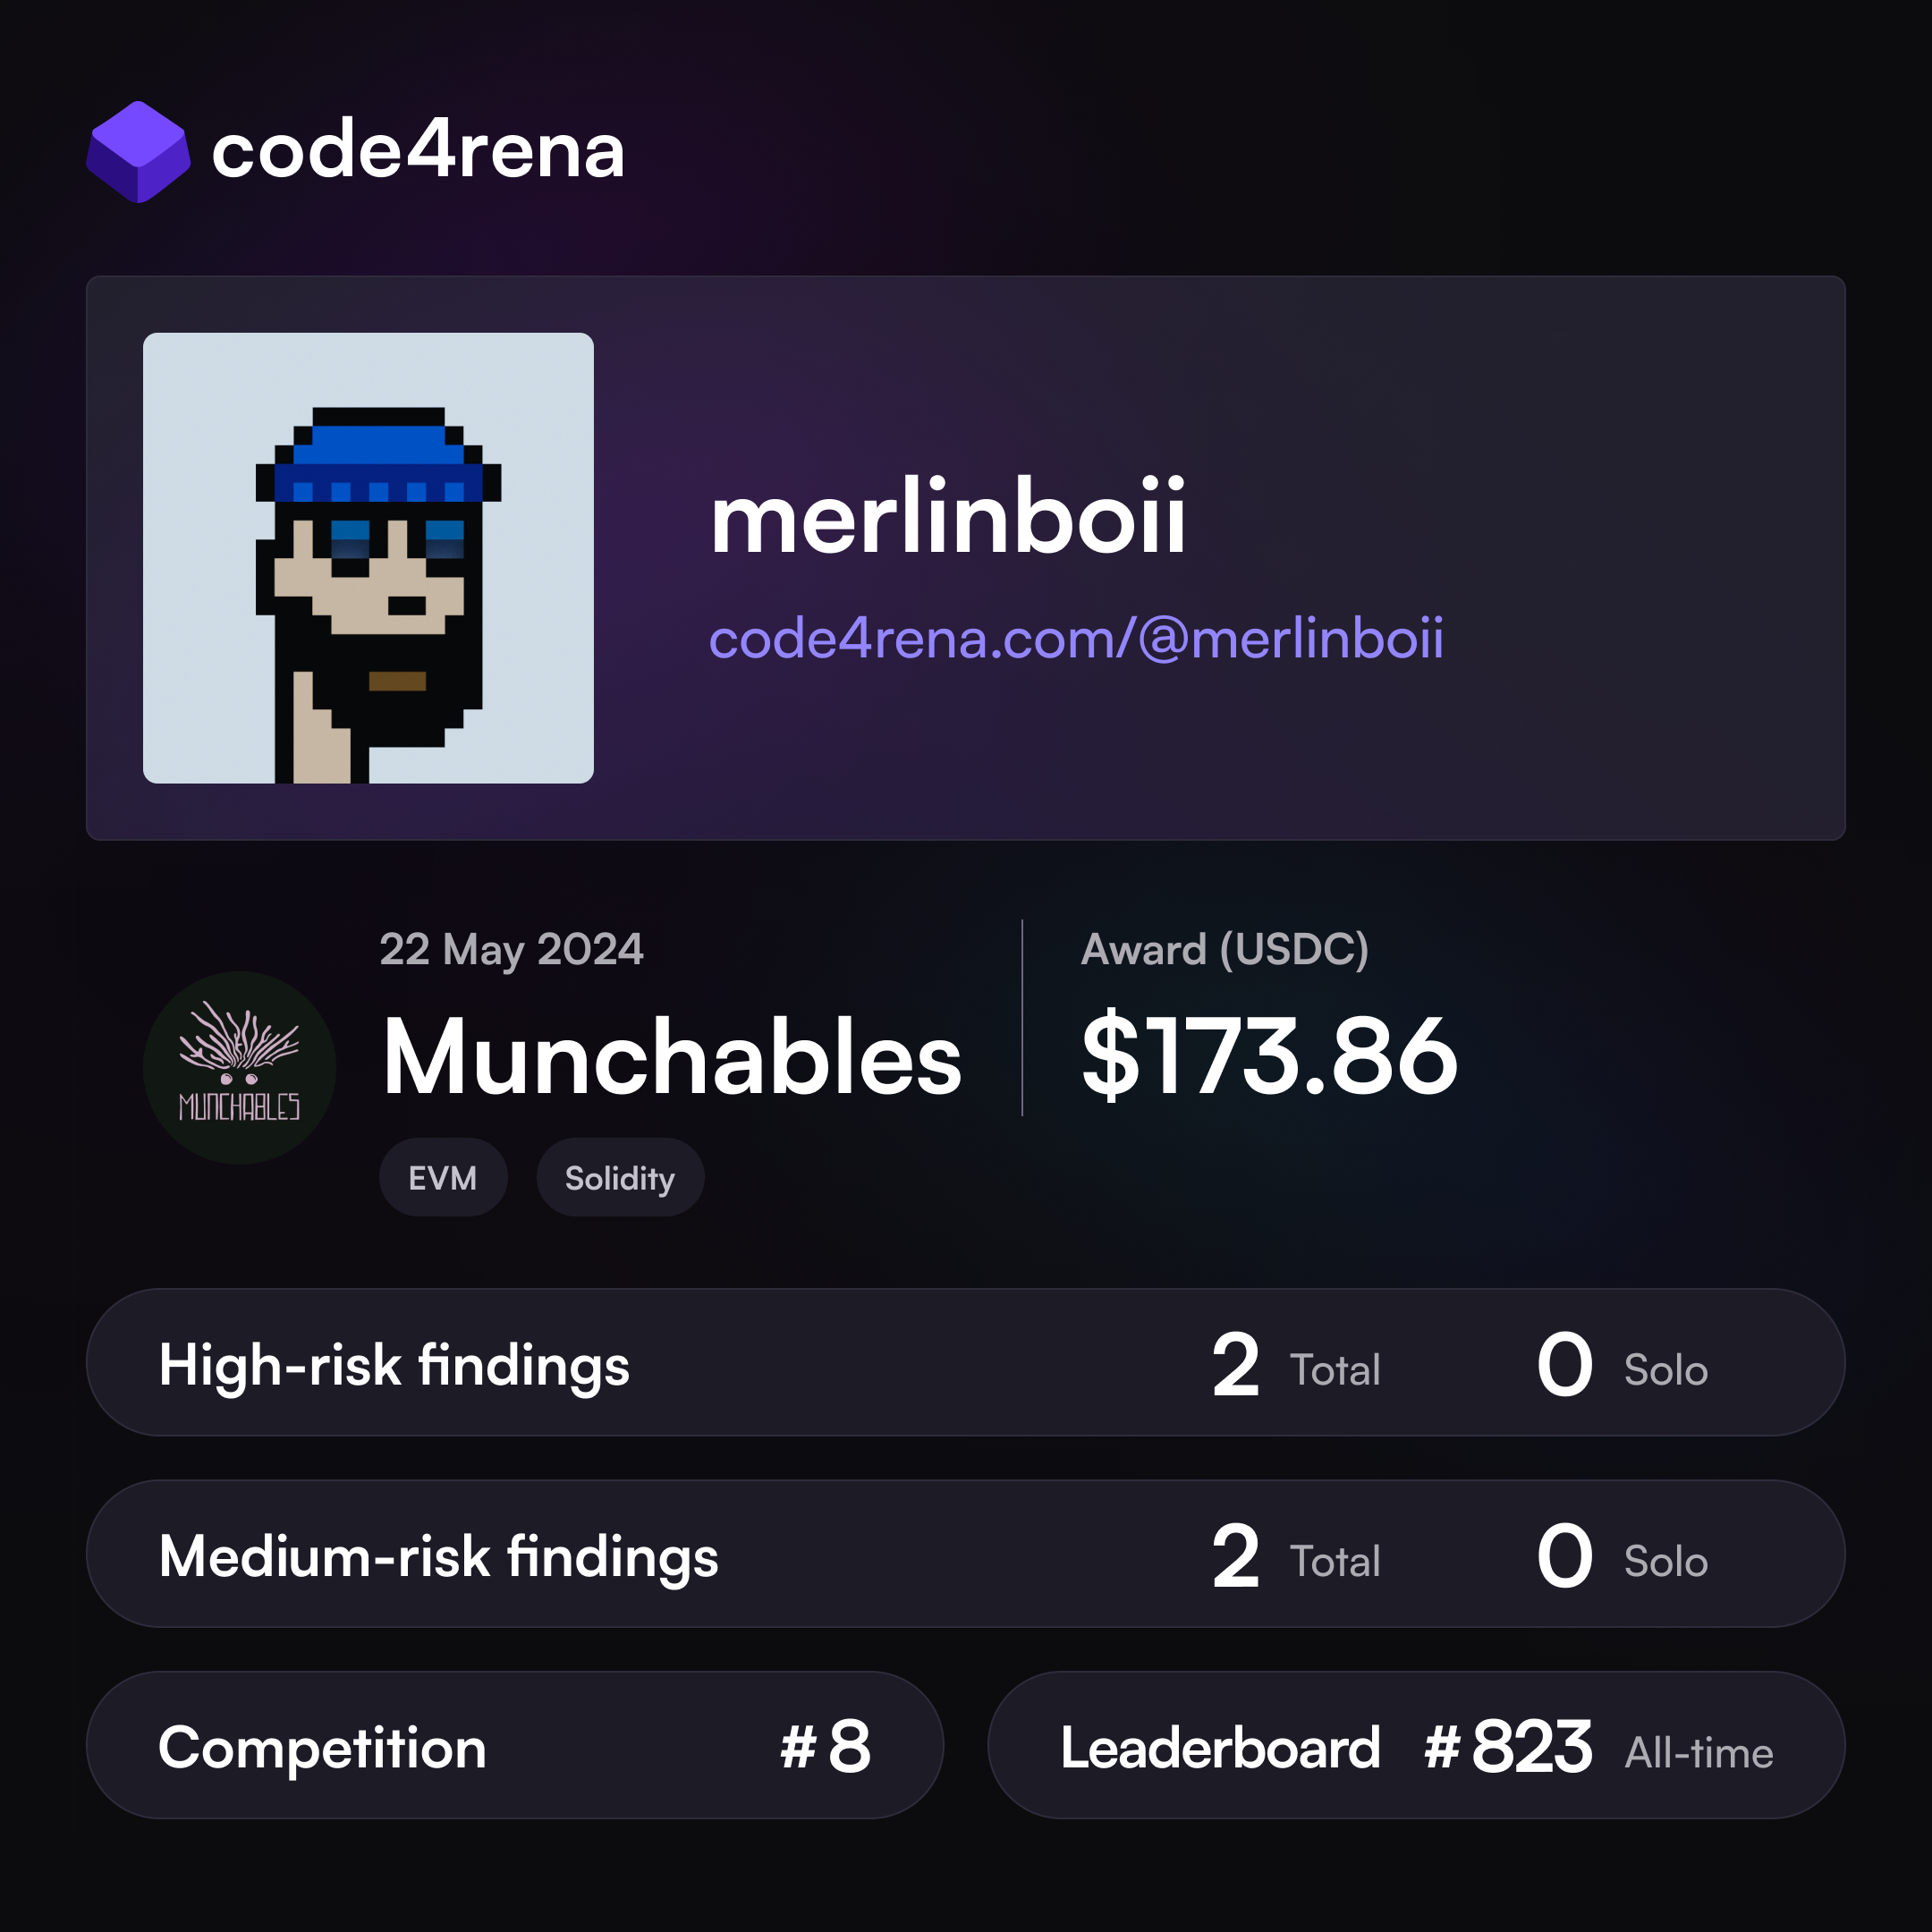 code4rena
merlinboii
code4rena.com/@merlinboii
22 May 2024
Munchables
MUNCHABLES
EVM
Solidity
Award (USDC)
$173.86
High-risk findings 2 Total 0 Solo
Medium-risk findings 2 Total 0 Solo
Competition #8
Leaderboard #823 All-time